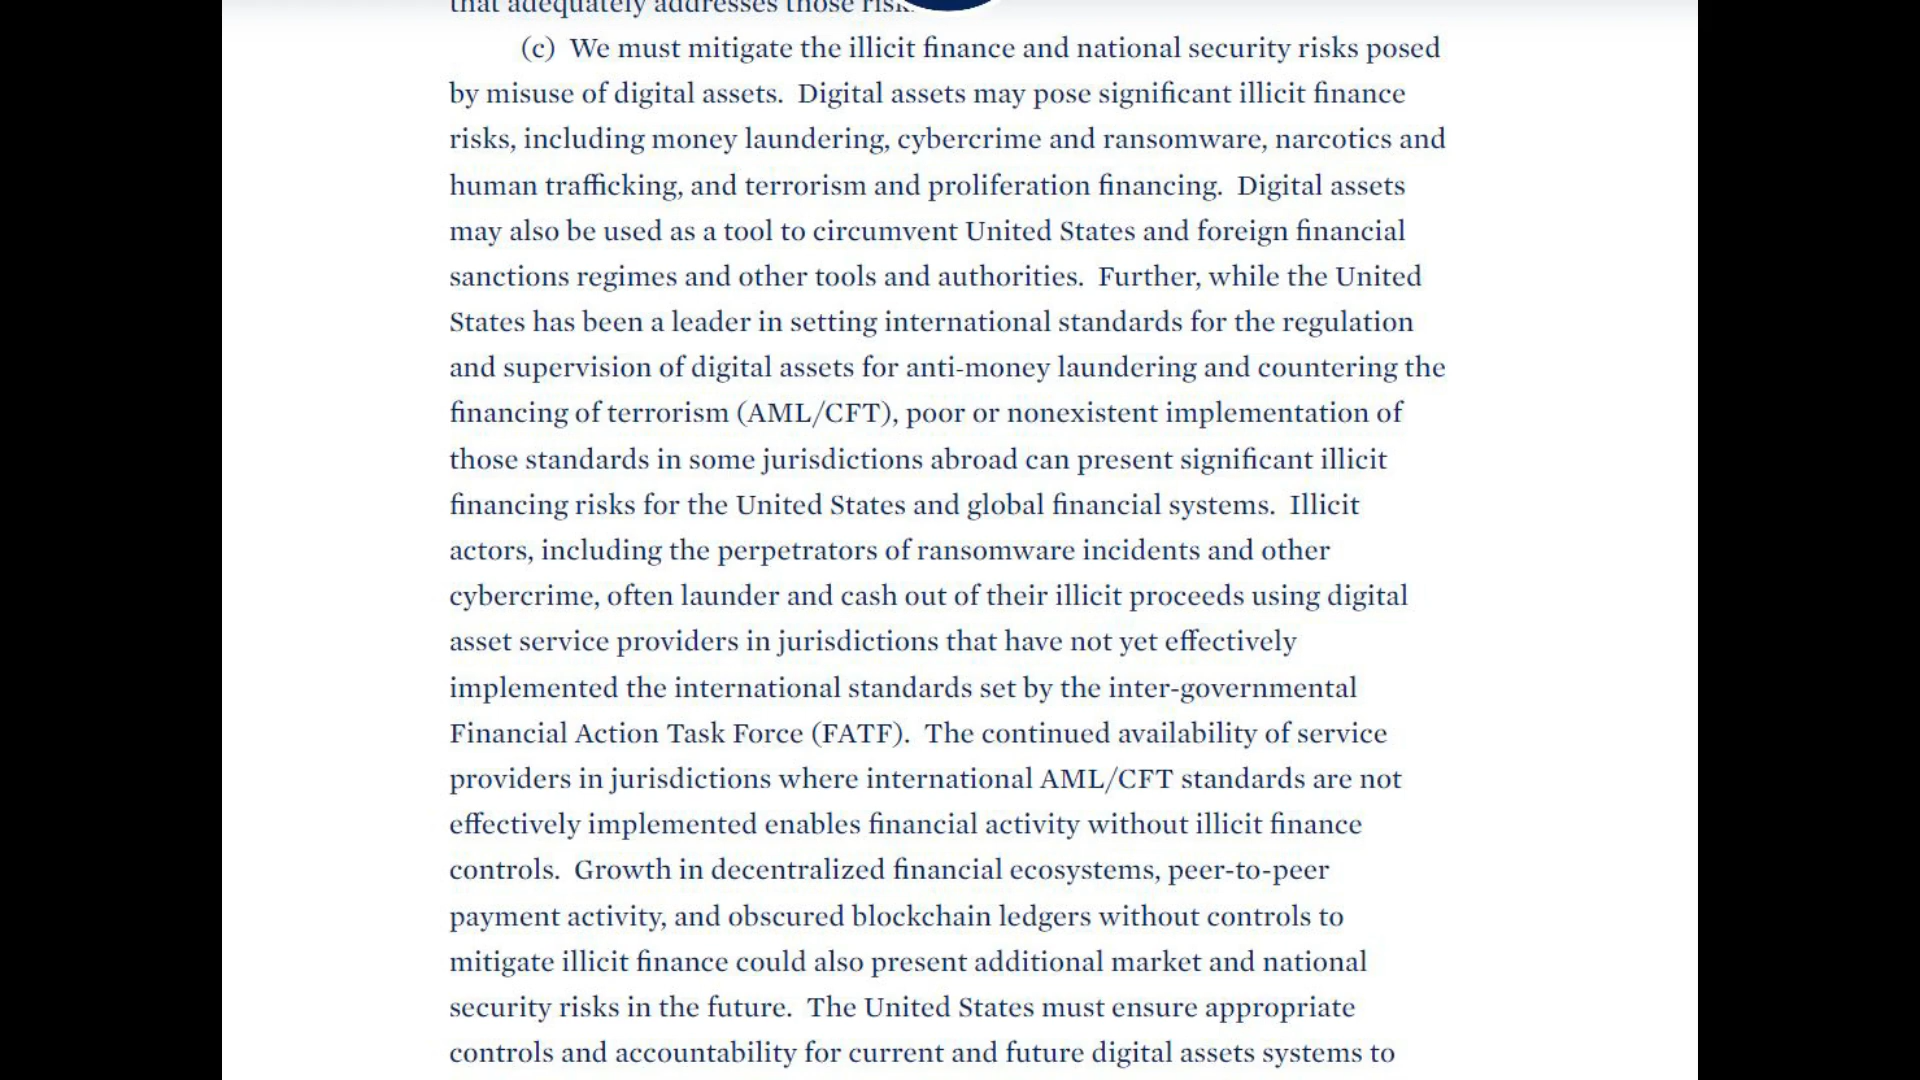 that adequately addresses those
(c) We must mitigate the illicit finance and national security risks posed
by misuse of digital assets. Digital assets may pose significant illicit finance
risks, including money laundering, cybercrime and ransomware, narcotics and
human trafficking, and terrorism and proliferation financing. Digital assets
may also be used as a tool to circumvent United States and foreign financial
sanctions regimes and other tools and authorities. Further, while the United
States has been a leader in setting international standards for the regulation
and supervision of digital assets for anti-money laundering and countering the
financing of terrorism (AML/CFT), poor or nonexistent implementation of
those standards in some jurisdictions abroad can present significant illicit
financing risks for the United States and global financial systems. Illicit
actors, including the perpetrators of ransomware incidents and other
cybercrime, often launder and cash out of their illicit proceeds using digital
asset service providers in jurisdictions that have not yet effectively
implemented the international standards set by the inter-governmental
Financial Action Task Force (FATF). The continued availability of service
providers in jurisdictions where international AML/CFT standards are not
effectively implemented enables financial activity without illicit finance
controls. Growth in decentralized financial ecosystems, peer-to-peer
payment activity, and obscured blockchain ledgers without controls to
mitigate illicit finance could also present additional market and national
security risks in the future. The United States must ensure appropriate
controls and accountability for current and future digital assets systems to